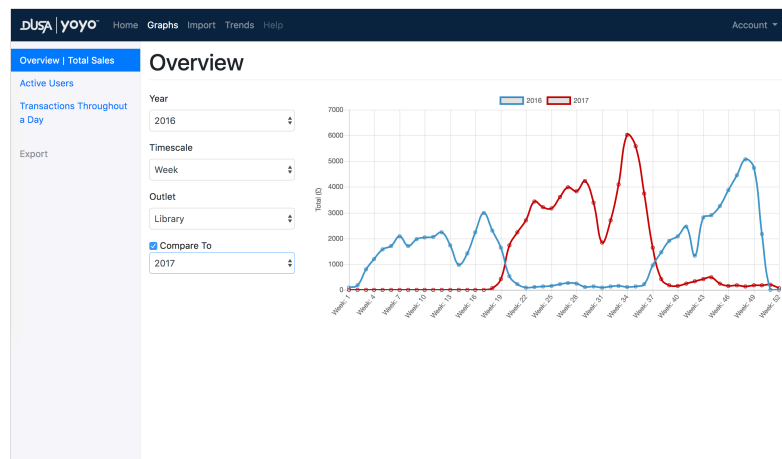 DUSA yoyo Home Graphs Import Trends Help Account
Overview | Total Sales
Active Users
Transactions Throughout
a Day
Export
Overview
Year
2016
Timescale
Week
Outlet
Library
Compare To
2017
2016 2017
Total (£)
7000
6000
5000
4000
3000
2000
1000
0
Week: 1 Week: 4 Week: 7 Week: 10 Week: 13 Week: 16 Week: 19 Week: 22 Week: 25 Week: 28 Week: 31 Week: 34 Week: 37 Week: 40 Week: 43 Week: 46 Week: 49 Week: 52